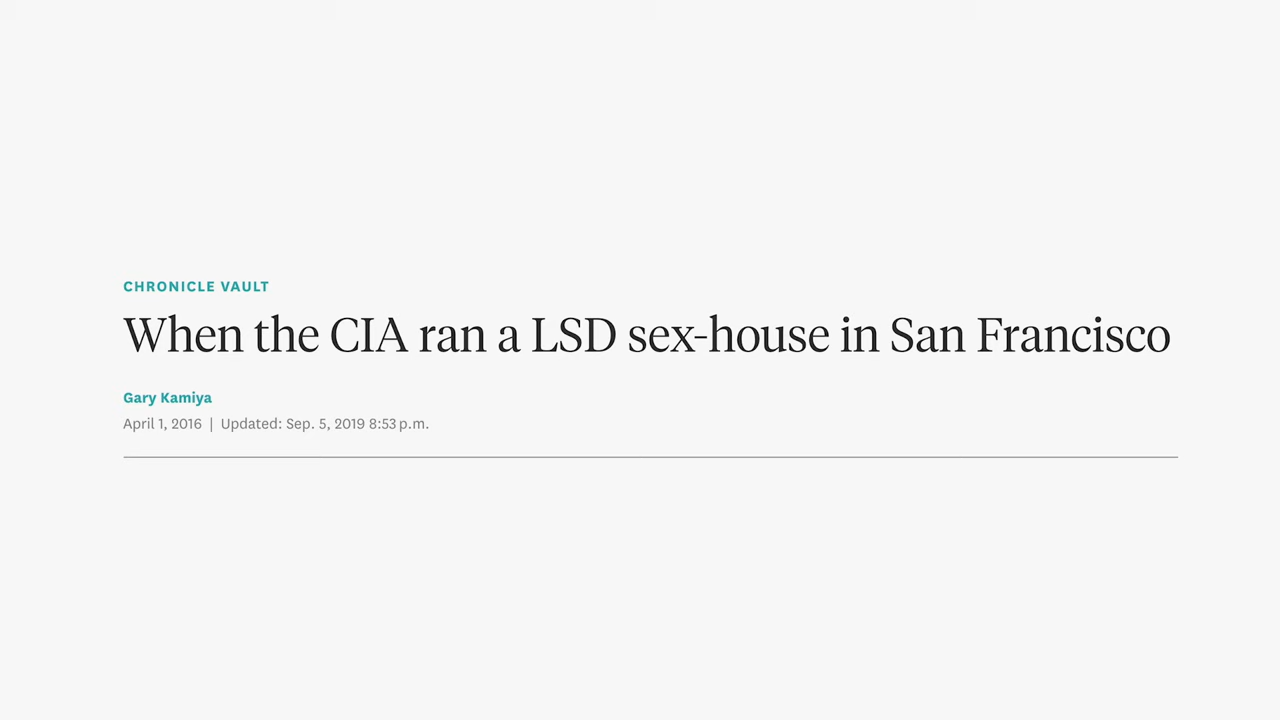 CHRONICLE VAULT
When the CIA ran a LSD sex-house in San Francisco
Gary Kamiya
April 1, 2016 | Updated: Sep. 5, 2019 8:53 p.m.